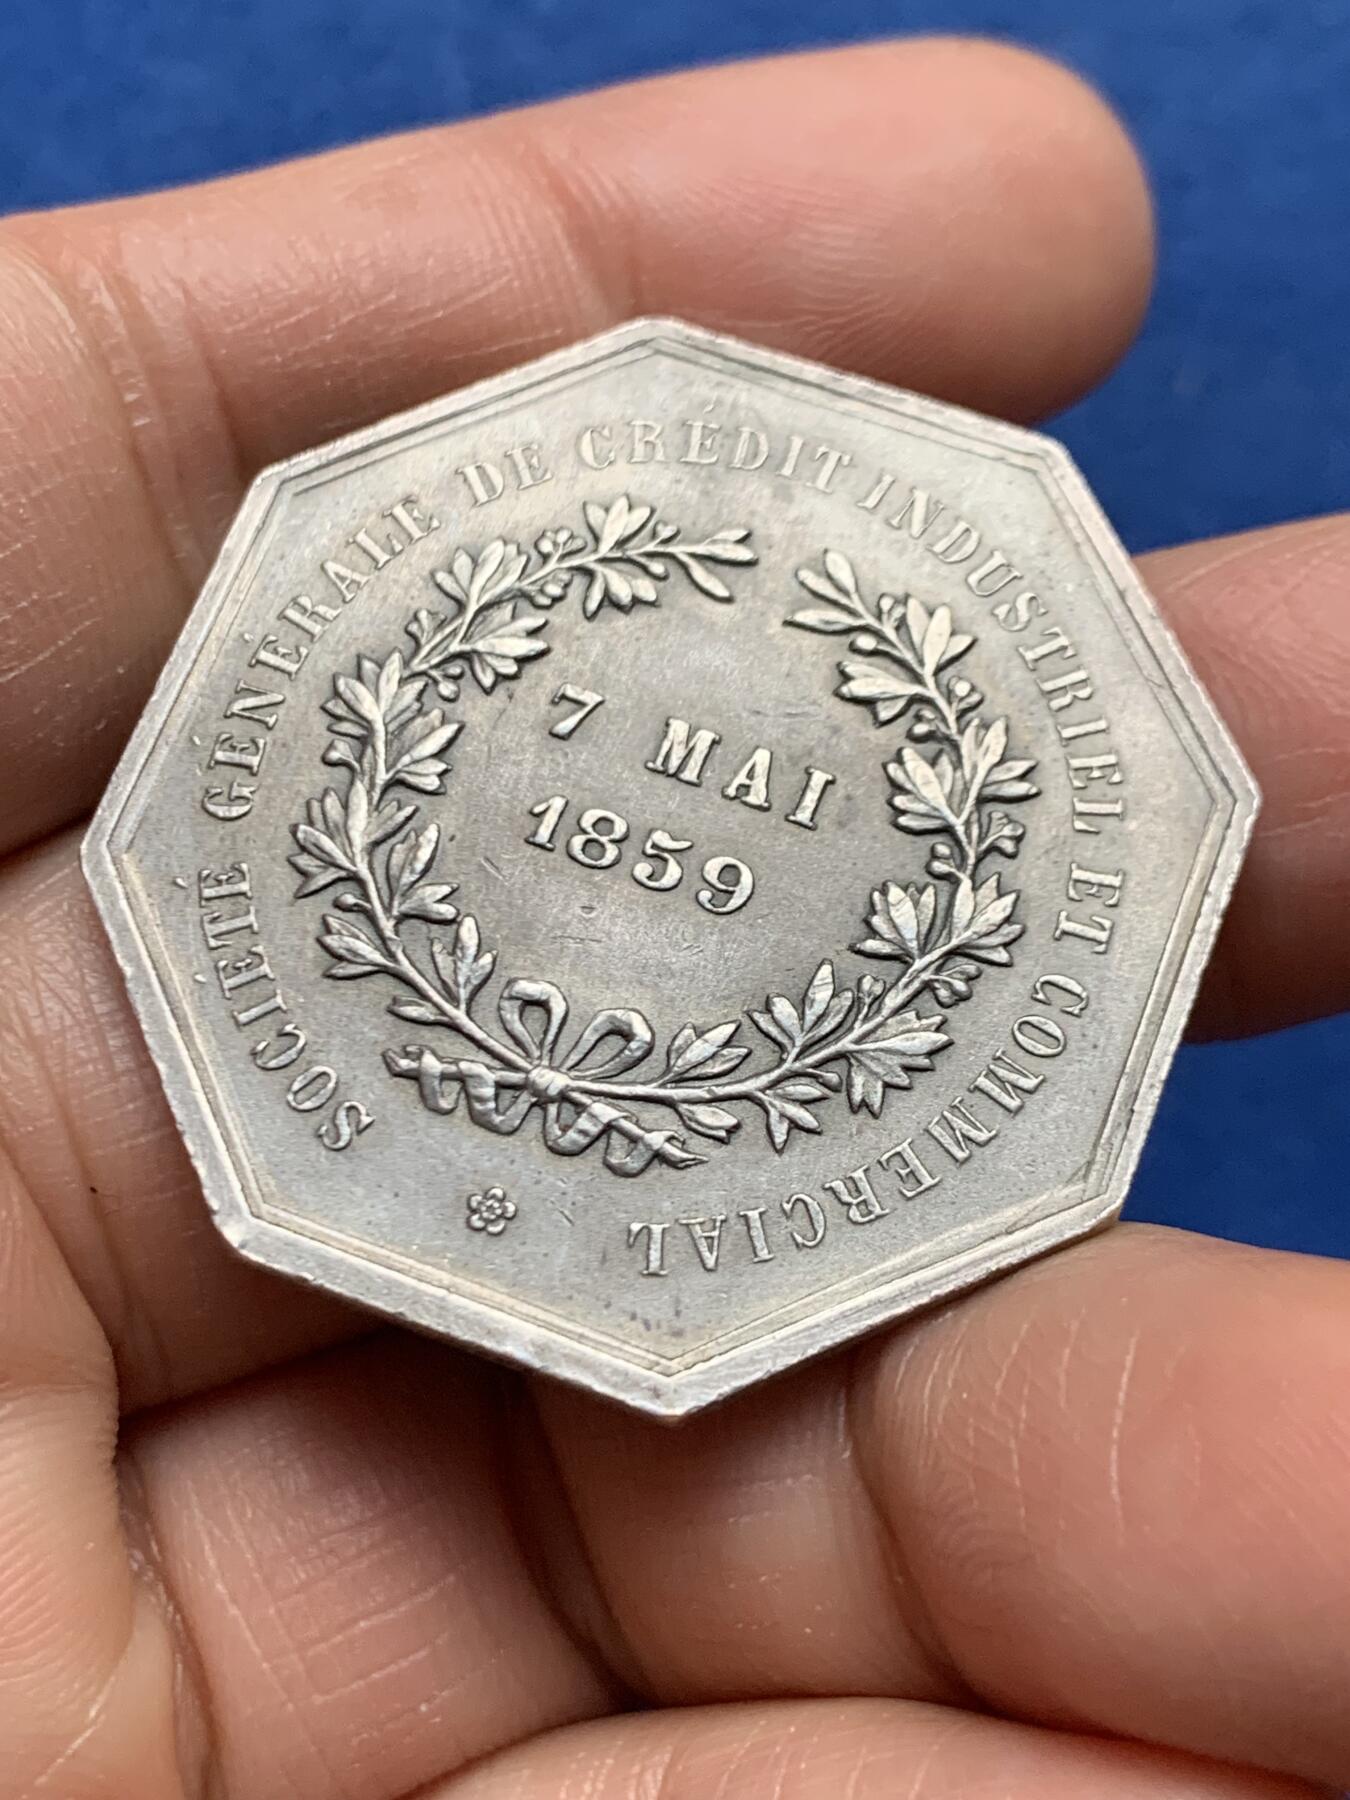 SOCIÉTÉ GÉNÉRALE DE CRÉDIT INDUSTRIEL ET COMMERCIAL
7 MAI
1859